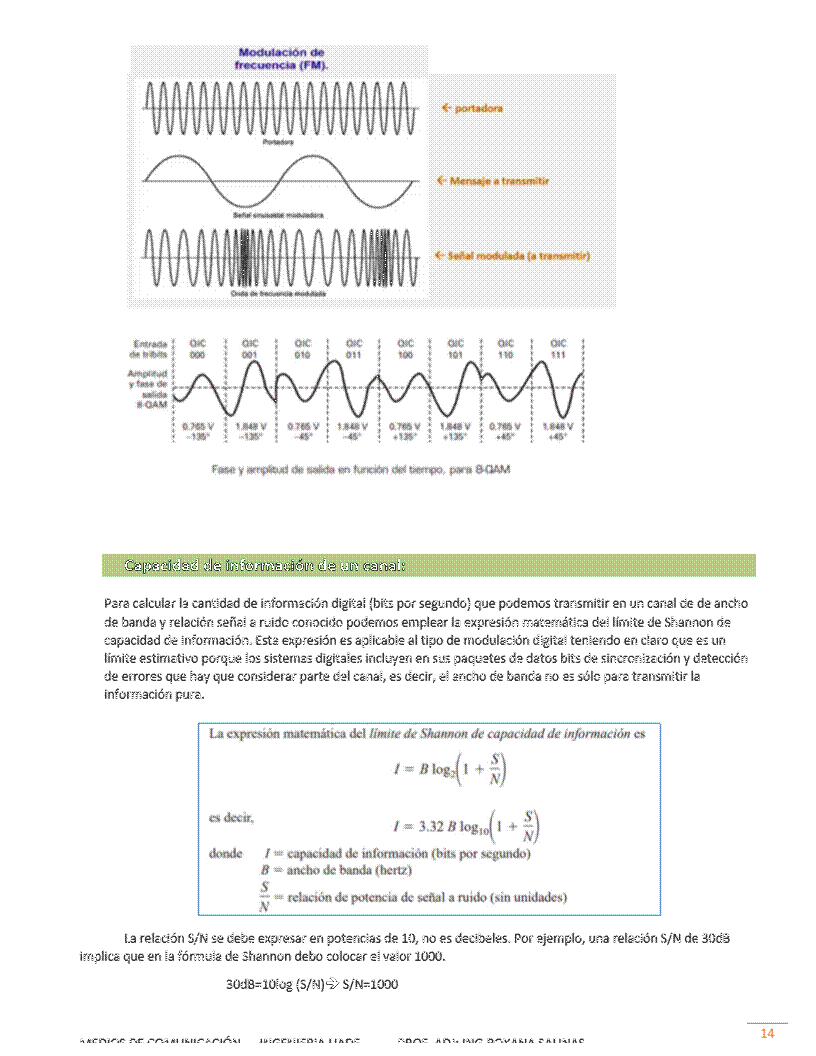 Modulación de
frecuencia (FM).
← portadora
Portadora
← Mensaje a transmitir
Señal sinusoidal moduladora
← Señal modulada (a transmitir)
Onda de frecuencia modulada
Entrada QIC QIC QIC QIC QIC QIC QIC QIC
de tribits 000 001 010 011 100 101 110 111
Amplitud
y fase de
salida
8-QAM
0.765 V 1.848 V 0.765 V 1.848 V 0.765 V 1.848 V 0.765 V 1.848 V
−135° −135° −45° −45° +135° +135° +45° +45°
Fase y amplitud de salida en función del tiempo, para 8-QAM
Capacidad de información de un canal:
Para calcular la cantidad de información digital (bits por segundo) que podemos transmitir en un canal de de ancho
de banda y relación señal a ruido conocido podemos emplear la expresión matemática del límite de Shannon de
capacidad de información. Esta expresión es aplicable al tipo de modulación digital teniendo en claro que es un
límite estimativo porque los sistemas digitales incluyen en sus paquetes de datos bits de sincronización y detección
de errores que hay que considerar parte del canal, es decir, el ancho de banda no es sólo para transmitir la
información pura.
La expresión matemática del límite de Shannon de capacidad de información es
I = B log₂(1 + S/N)
es decir,
I = 3.32 B log₁₀(1 + S/N)
donde I = capacidad de información (bits por segundo)
B = ancho de banda (hertz)
S/N = relación de potencia de señal a ruido (sin unidades)
La relación S/N se debe expresar en potencias de 10, no es decibeles. Por ejemplo, una relación S/N de 30dB
implica que en la fórmula de Shannon debo colocar el valor 1000.
30dB=10log (S/N)→ S/N=1000
14
MEDIOS DE COMUNICACIÓN INGENIERIA UADE PROF. ADJ: ING ROXANA SALINAS